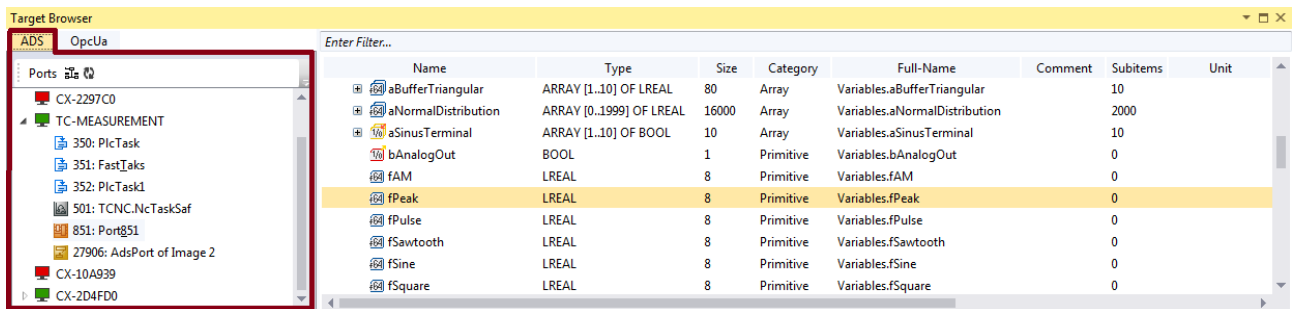 Target Browser
ADS OpcUa
Ports
CX-2297C0
TC-MEASUREMENT
350: PlcTask
351: FastTaks
352: PlcTask1
501: TCNC.NcTaskSaf
851: Port851
27906: AdsPort of Image 2
CX-10A939
CX-2D4FD0
Enter Filter...
Name Type Size Category Full-Name Comment Subitems Unit
aBufferTriangular ARRAY [1..10] OF LREAL 80 Array Variables.aBufferTriangular 10
aNormalDistribution ARRAY [0..1999] OF LREAL 16000 Array Variables.aNormalDistribution 2000
aSinusTerminal ARRAY [1..10] OF BOOL 10 Array Variables.aSinusTerminal 10
bAnalogOut BOOL 1 Primitive Variables.bAnalogOut 0
fAM LREAL 8 Primitive Variables.fAM 0
fPeak LREAL 8 Primitive Variables.fPeak 0
fPulse LREAL 8 Primitive Variables.fPulse 0
fSawtooth LREAL 8 Primitive Variables.fSawtooth 0
fSine LREAL 8 Primitive Variables.fSine 0
fSquare LREAL 8 Primitive Variables.fSquare 0